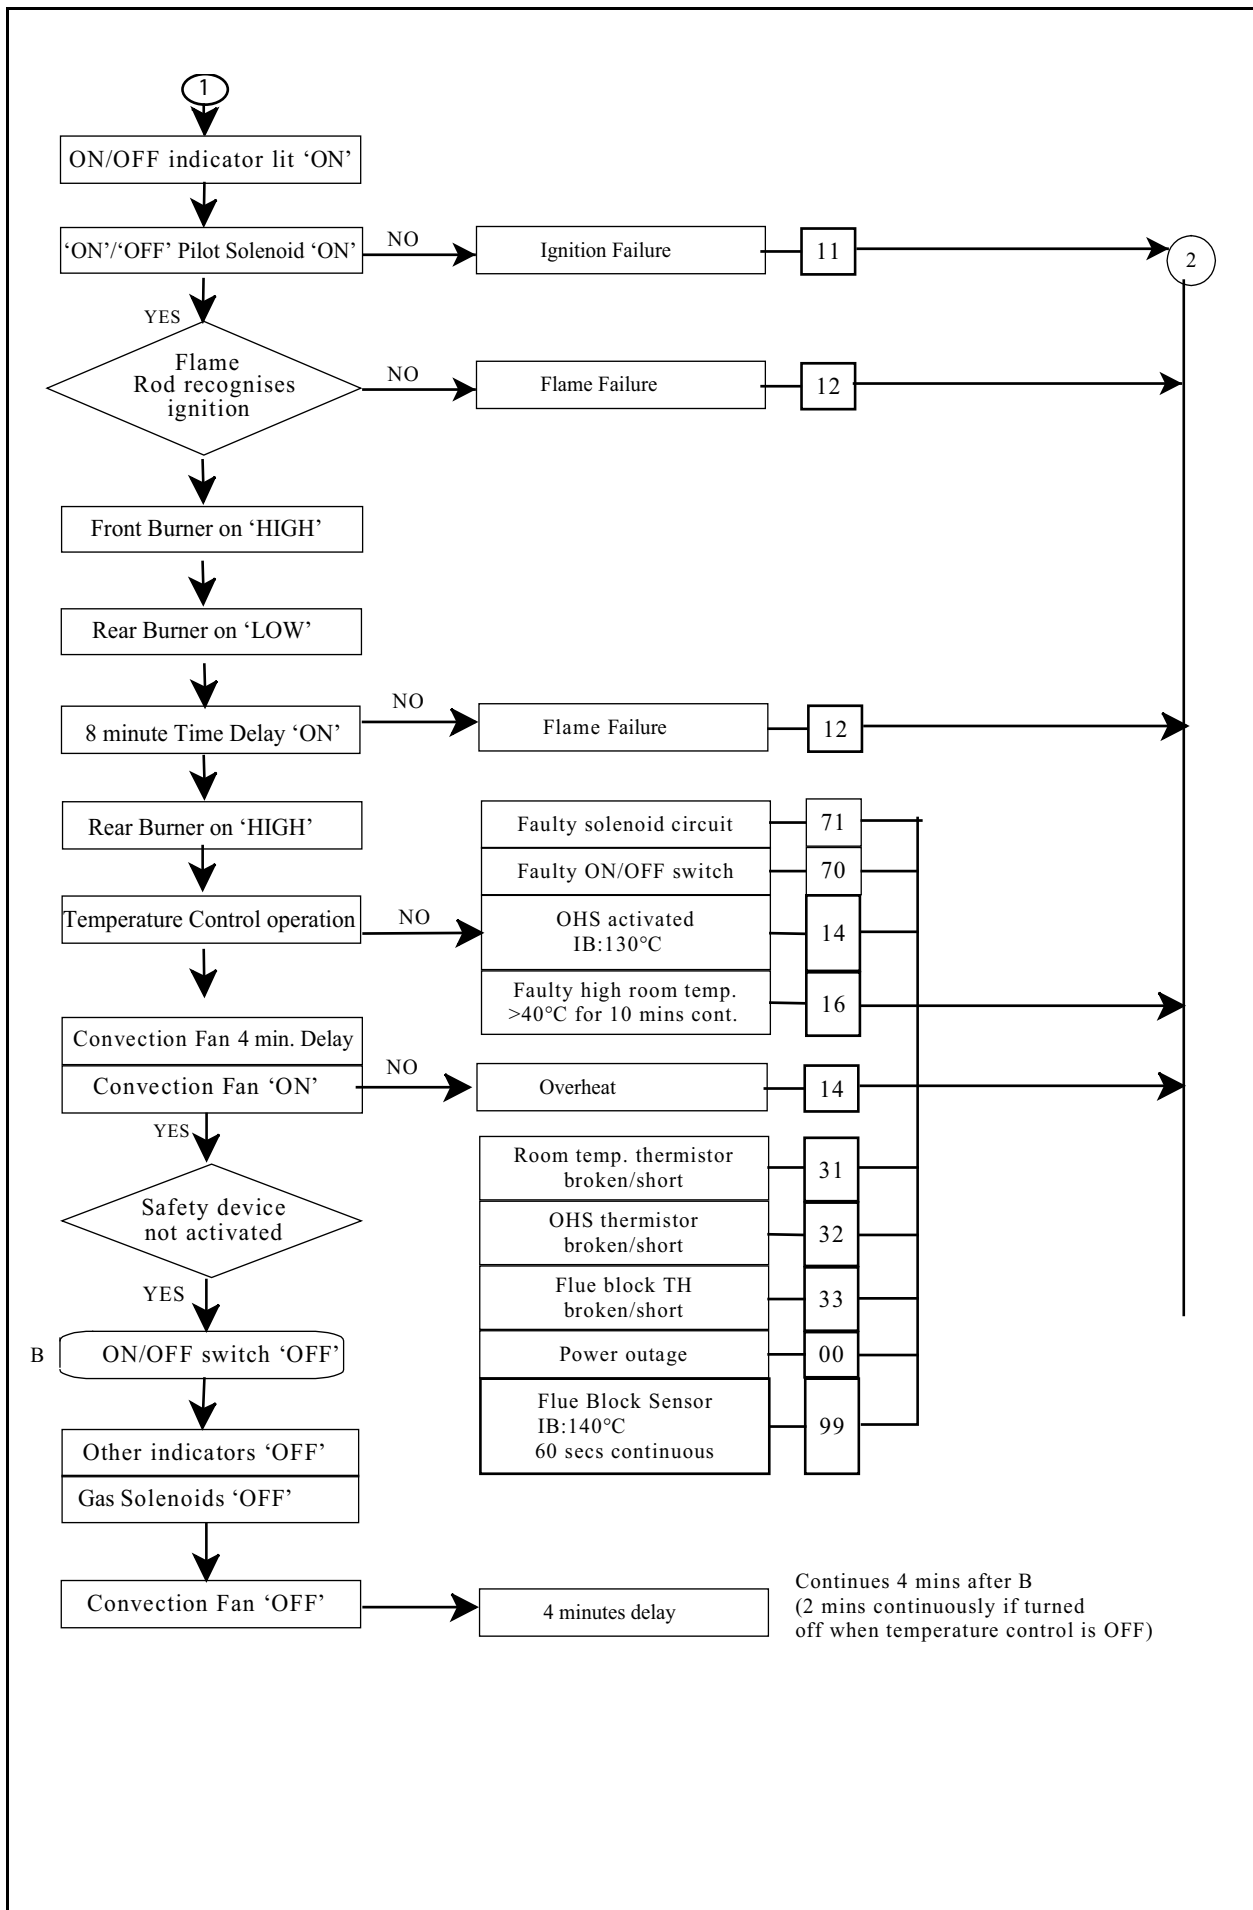 1
ON/OFF indicator lit ‘ON’
‘ON’/‘OFF’ Pilot Solenoid ‘ON’
NO
Ignition Failure
11
2
YES
Flame
Rod recognises
ignition
NO
Flame Failure
12
Front Burner on ‘HIGH’
Rear Burner on ‘LOW’
8 minute Time Delay ‘ON’
NO
Flame Failure
12
Rear Burner on ‘HIGH’
Faulty solenoid circuit
71
Faulty ON/OFF switch
70
Temperature Control operation
NO
OHS activated
IB:130°C
14
Faulty high room temp.
>40°C for 10 mins cont.
16
Convection Fan 4 min. Delay
Convection Fan ‘ON’
NO
Overheat
14
YES
Room temp. thermistor
broken/short
31
Safety device
not activated
OHS thermistor
broken/short
32
YES
Flue block TH
broken/short
33
B
ON/OFF switch ‘OFF’
Power outage
00
Flue Block Sensor
IB:140°C
60 secs continuous
99
Other indicators ‘OFF’
Gas Solenoids ‘OFF’
Convection Fan ‘OFF’
4 minutes delay
Continues 4 mins after B
(2 mins continuously if turned
off when temperature control is OFF)